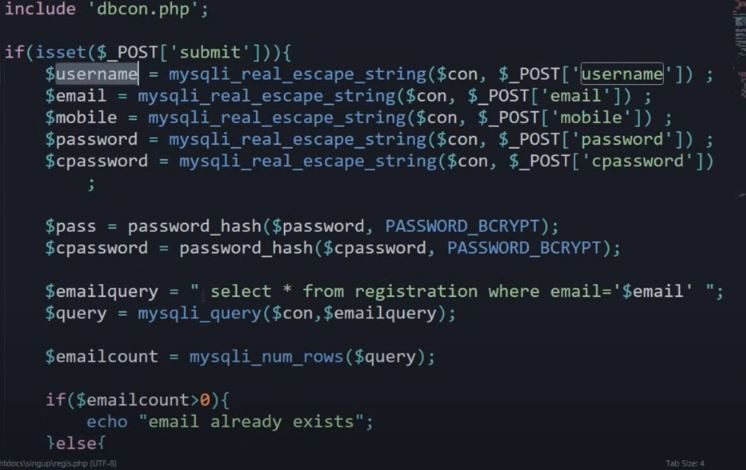 include 'dbcon.php';
if(isset($_POST['submit'])){
$username = mysqli_real_escape_string($con, $_POST['username']) ;
$email = mysqli_real_escape_string($con, $_POST['email']) ;
$mobile = mysqli_real_escape_string($con, $_POST['mobile']) ;
$password = mysqli_real_escape_string($con, $_POST['password']) ;
$cpassword = mysqli_real_escape_string($con, $_POST['cpassword'])
;
$pass = password_hash($password, PASSWORD_BCRYPT);
$cpassword = password_hash($cpassword, PASSWORD_BCRYPT);
$emailquery = " select * from registration where email='$email' ";
$query = mysqli_query($con,$emailquery);
$emailcount = mysqli_num_rows($query);
if($emailcount>0){
echo "email already exists";
}else{
htdocs\singup\regis.php (UTF-8)
Tab Size: 4